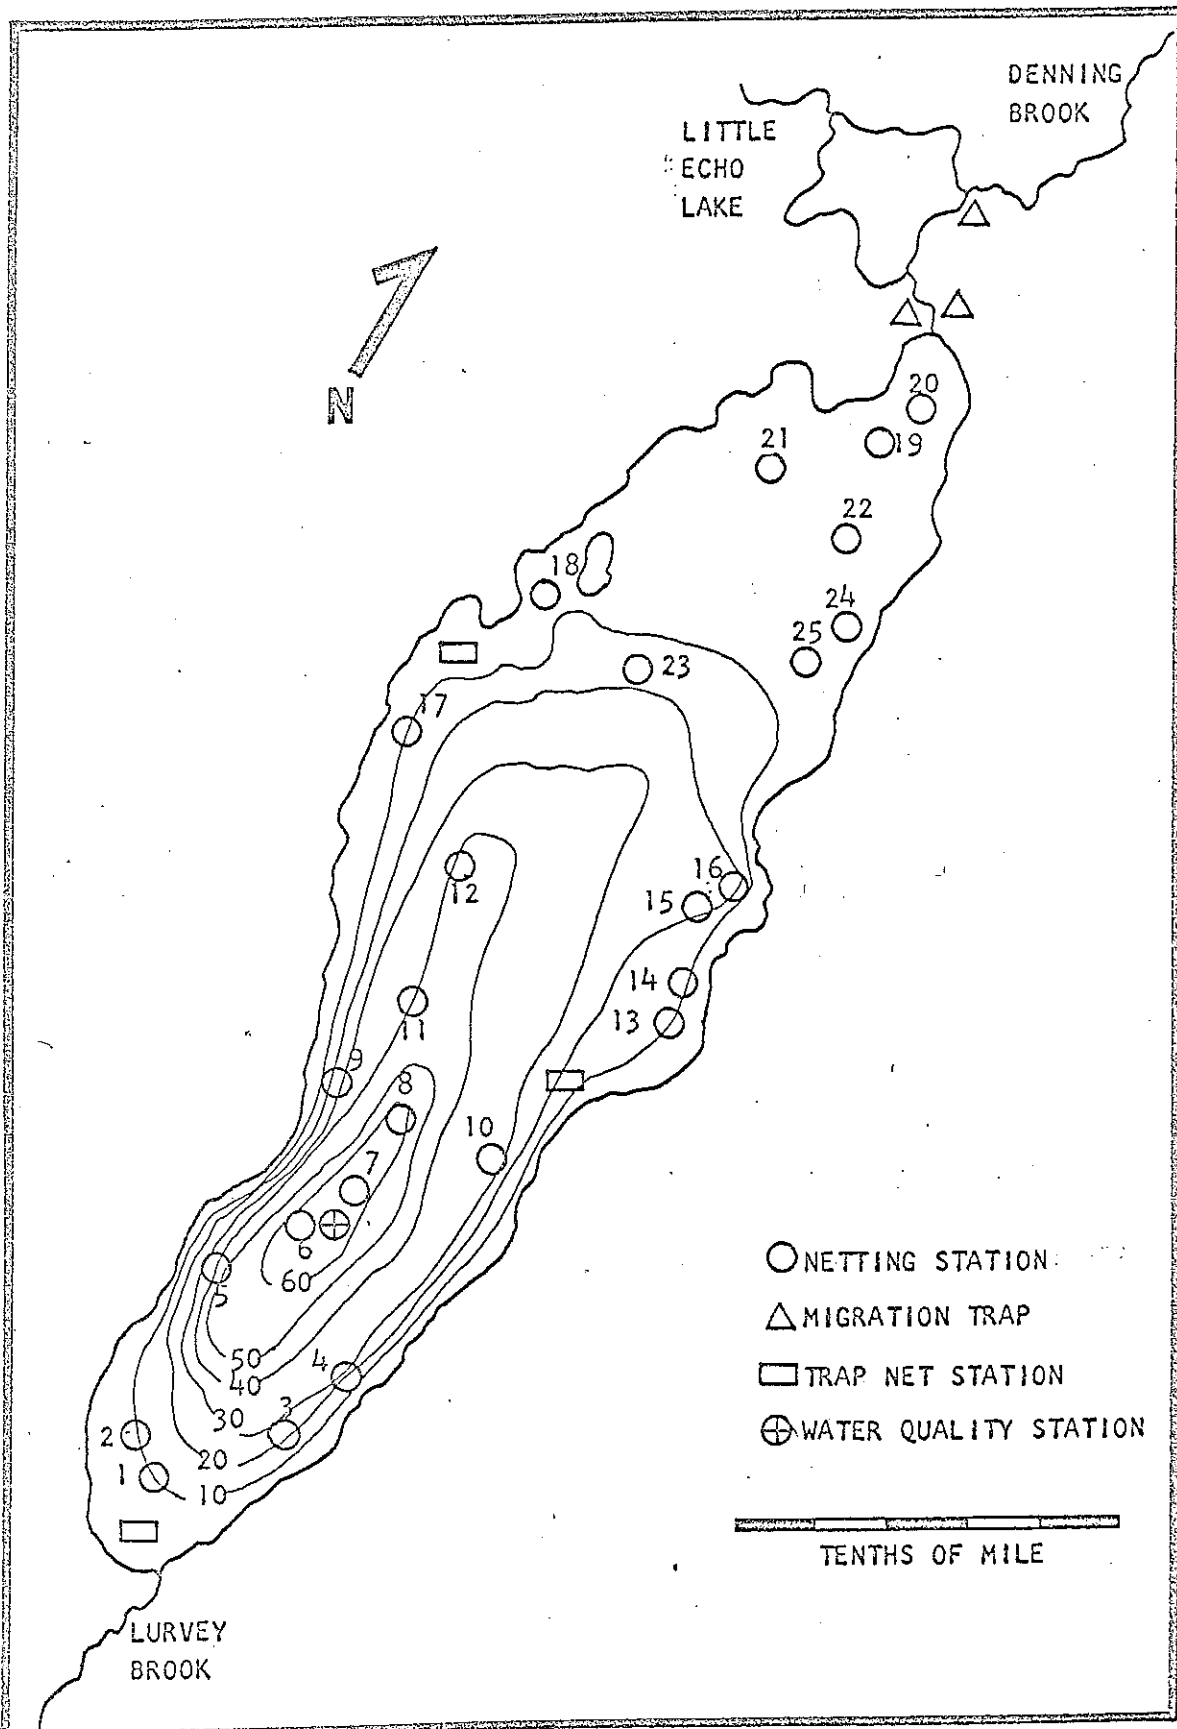 DENNING
BROOK
LITTLE
ECHO
LAKE
N
20
19
21
22
18
24
25
23
17
16
12
15
14
11
13
9
8
10
7
6
60
5
50
4
40
30
3
2
20
1
10
NETTING STATION
MIGRATION TRAP
TRAP NET STATION
WATER QUALITY STATION
TENTHS OF MILE
LURVEY
BROOK